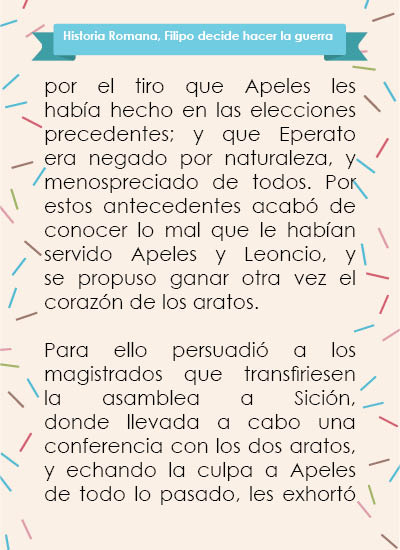 Historia Romana, Filipo decide hacer la guerra
por el tiro que Apeles les
había hecho en las elecciones
precedentes; y que Eperato
era negado por naturaleza, y
menospreciado de todos. Por
estos antecedentes acabó de
conocer lo mal que le habían
servido Apeles y Leoncio, y
se propuso ganar otra vez el
corazón de los aratos.
Para ello persuadió a los
magistrados que transfiriesen
la asamblea a Sición,
donde llevada a cabo una
conferencia con los dos aratos,
y echando la culpa a Apeles
de todo lo pasado, les exhortó